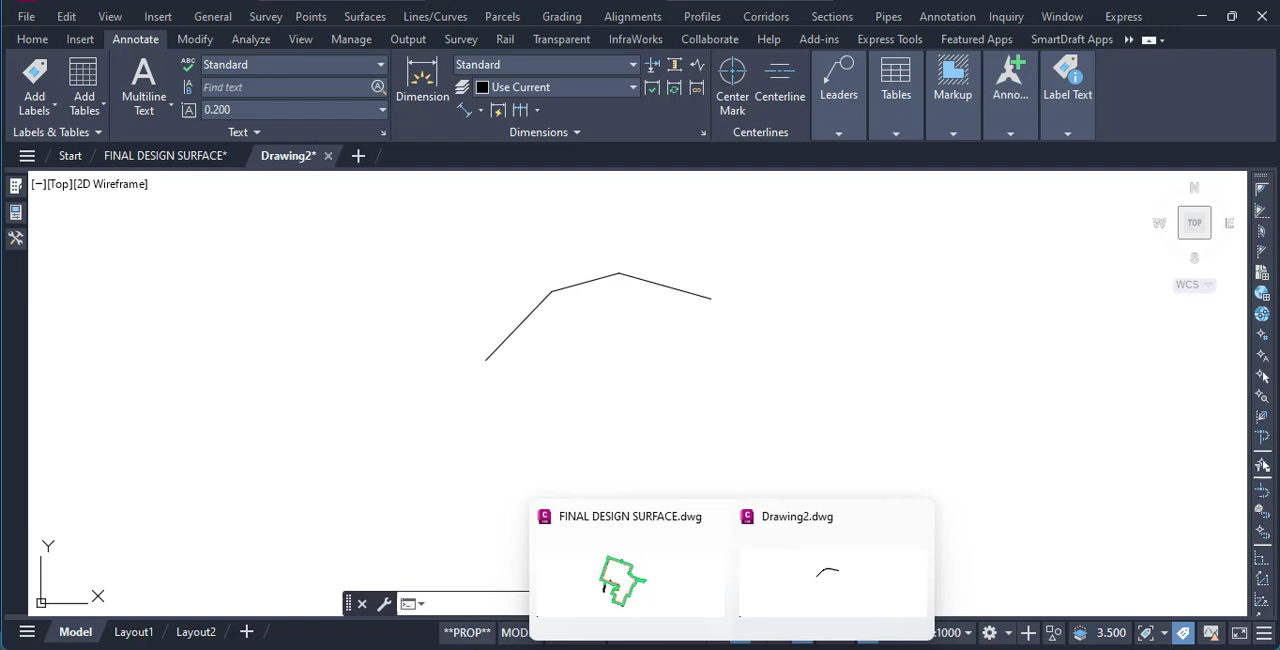 File Edit View Insert General Survey Points Surfaces Lines/Curves Parcels Grading Alignments Profiles Corridors Sections Pipes Annotation Inquiry Window Express
Home Insert Annotate Modify Analyze View Manage Output Survey Rail Transparent InfraWorks Collaborate Help Add-ins Express Tools Featured Apps SmartDraft Apps
Add Labels
Add Tables
Labels & Tables
Multiline Text
ABC
Standard
Find text
0.200
Text
Dimension
Standard
Use Current
Dimensions
Center Mark
Centerline
Centerlines
Leaders
Tables
Markup
Anno...
Label Text
Start FINAL DESIGN SURFACE* Drawing2*
[−][Top][2D Wireframe]
N
W TOP E
S
WCS
Y
X
FINAL DESIGN SURFACE.dwg Drawing2.dwg
Model Layout1 Layout2 **PROP** MOD :1000 3.500